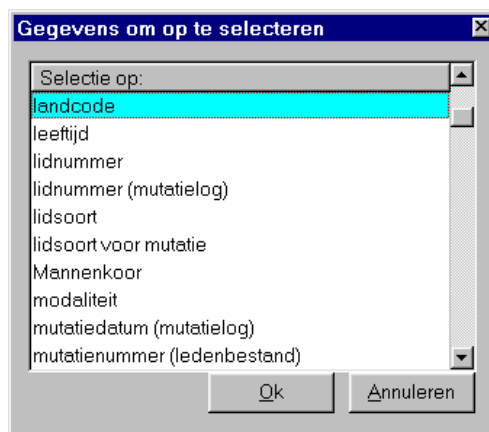 Gegevens om op te selecteren
Selectie op:
landcode
leeftijd
lidnummer
lidnummer (mutatielog)
lidsoort
lidsoort voor mutatie
Mannenkoor
modaliteit
mutatiedatum (mutatielog)
mutatienummer (ledenbestand)
Ok
Annuleren